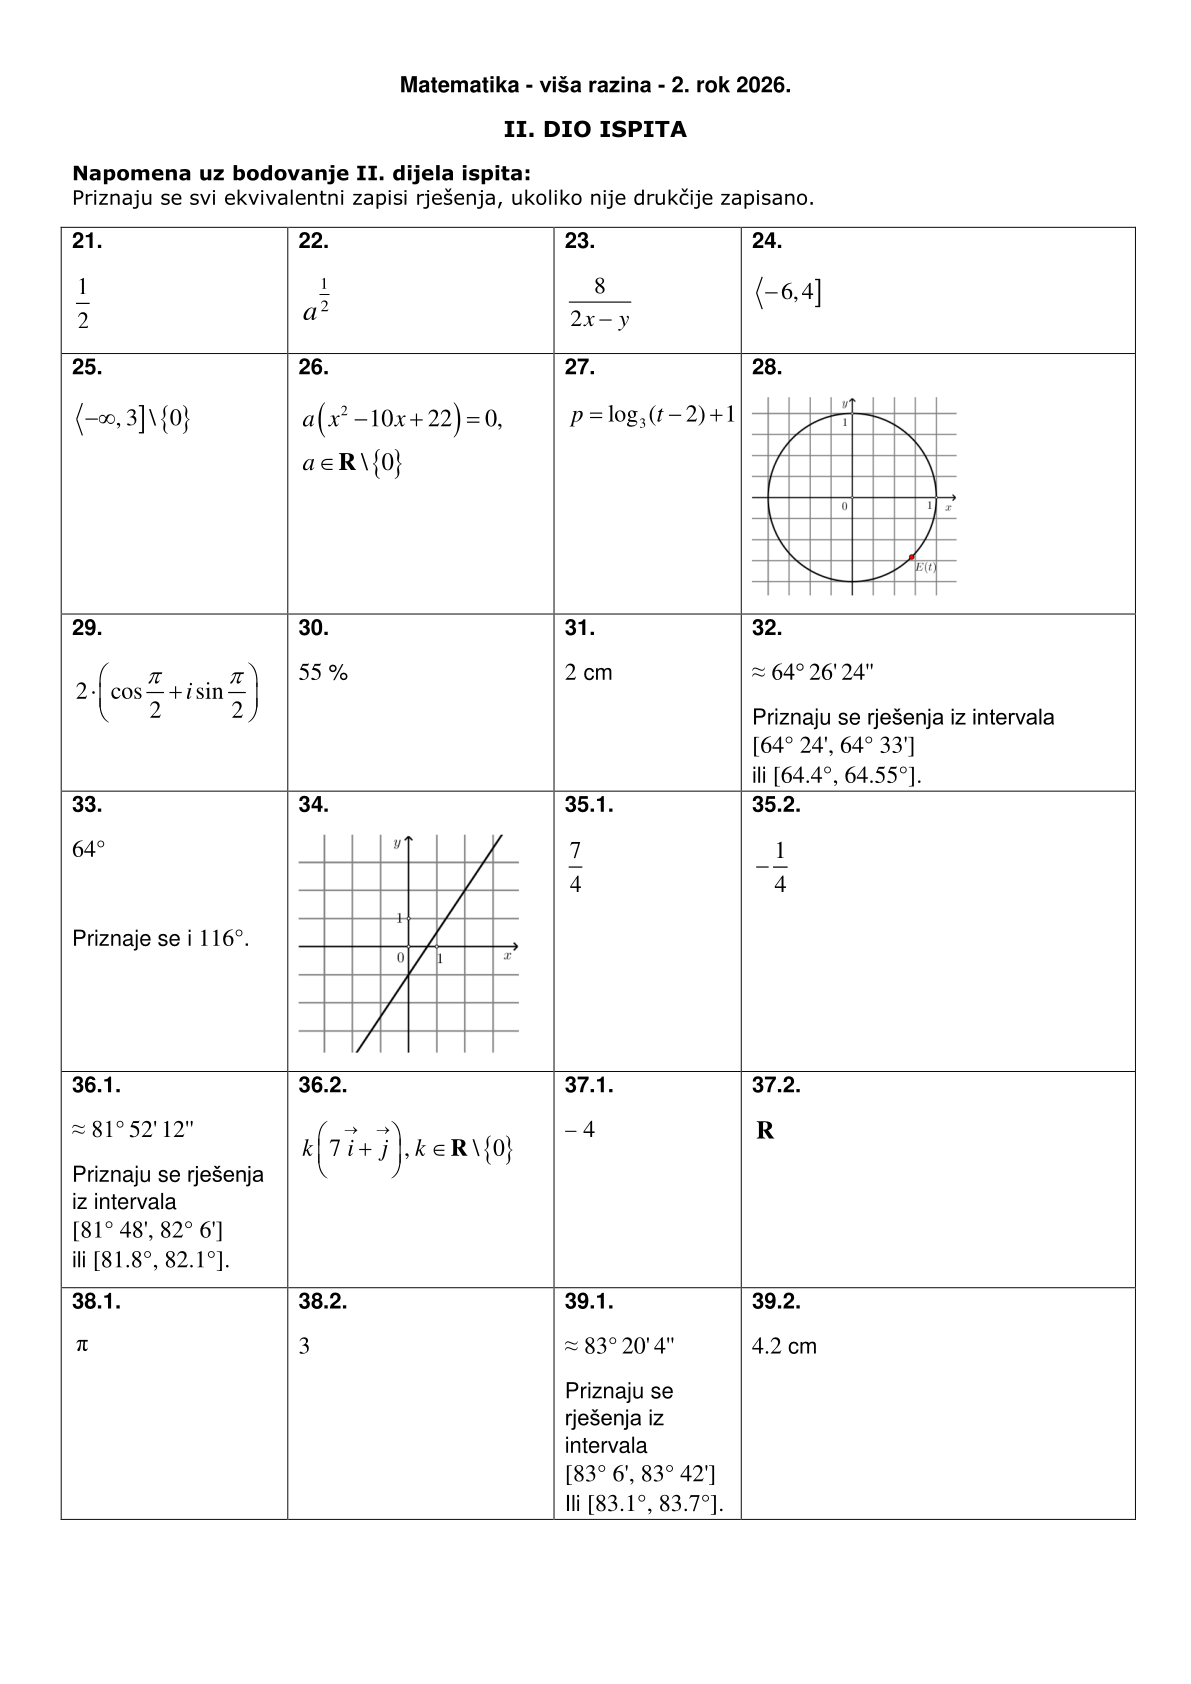 Matematika - viša razina - 2. rok 2026.
II. DIO ISPITA
Napomena uz bodovanje II. dijela ispita:
Priznaju se svi ekvivalentni zapisi rješenja, ukoliko nije drukčije zapisano.
21.
1/2
22.
a^(1/2)
23.
8/(2x − y)
24.
⟨−6, 4]
25.
⟨−∞, 3] \ {0}
26.
a(x² − 10x + 22) = 0,
a ∈ R \ {0}
27.
p = log₃(t − 2) + 1
28.
y
1
0 1 x
E(t)
29.
2·(cos π/2 + i sin π/2)
30.
55 %
31.
2 cm
32.
≈ 64° 26' 24"
Priznaju se rješenja iz intervala
[64° 24', 64° 33']
ili [64.4°, 64.55°].
33.
64°
Priznaje se i 116°.
34.
y
1
0 1 x
35.1.
7/4
35.2.
−1/4
36.1.
≈ 81° 52' 12"
Priznaju se rješenja
iz intervala
[81° 48', 82° 6']
ili [81.8°, 82.1°].
36.2.
k(7 i⃗ + j⃗), k ∈ R \ {0}
37.1.
– 4
37.2.
R
38.1.
π
38.2.
3
39.1.
≈ 83° 20' 4"
Priznaju se
rješenja iz
intervala
[83° 6', 83° 42']
Ili [83.1°, 83.7°].
39.2.
4.2 cm